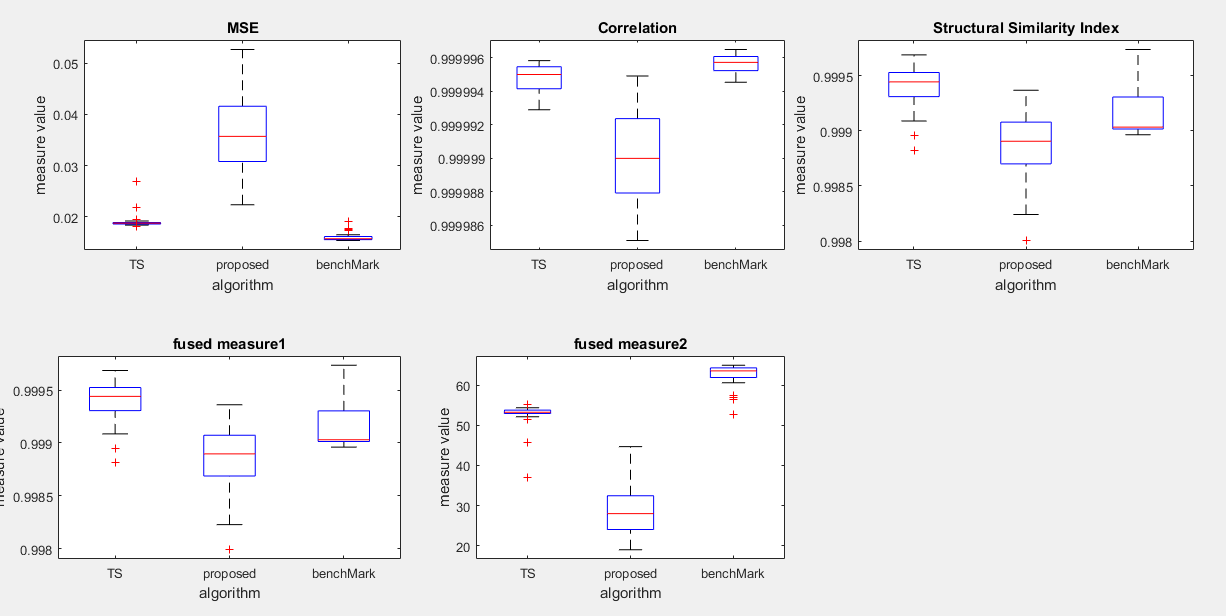 MSE
measure value
0.05
0.04
0.03
0.02
TS
proposed
benchMark
algorithm
Correlation
measure value
0.999996
0.999994
0.999992
0.99999
0.999988
0.999986
TS
proposed
benchMark
algorithm
Structural Similarity Index
measure value
0.9995
0.999
0.9985
0.998
TS
proposed
benchMark
algorithm
fused measure1
measure value
0.9995
0.999
0.9985
0.998
TS
proposed
benchMark
algorithm
fused measure2
measure value
60
50
40
30
20
TS
proposed
benchMark
algorithm